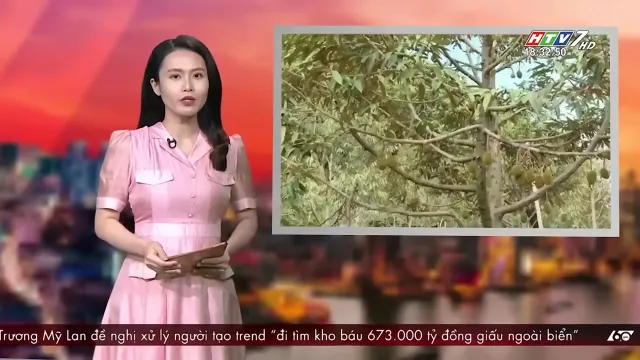 HTV7 HD
18:32:50
Trương Mỹ Lan đề nghị xử lý người tạo trend "đi tìm kho báu 673.000 tỷ đồng giấu ngoài biển"